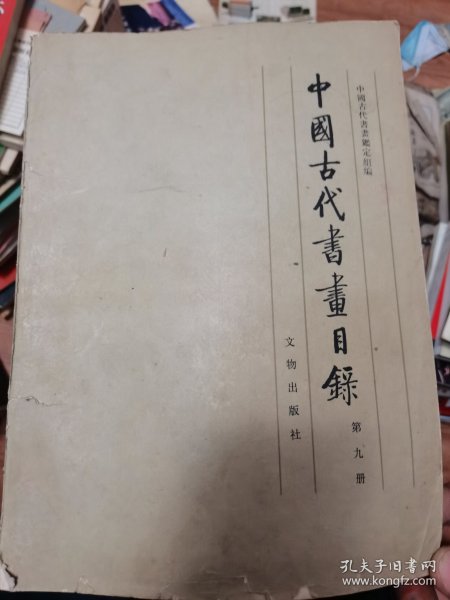 中國古代書畫鑑定組編
中國古代書畫目錄
第九册
文物出版社
孔夫子旧书网
www.kongfz.com